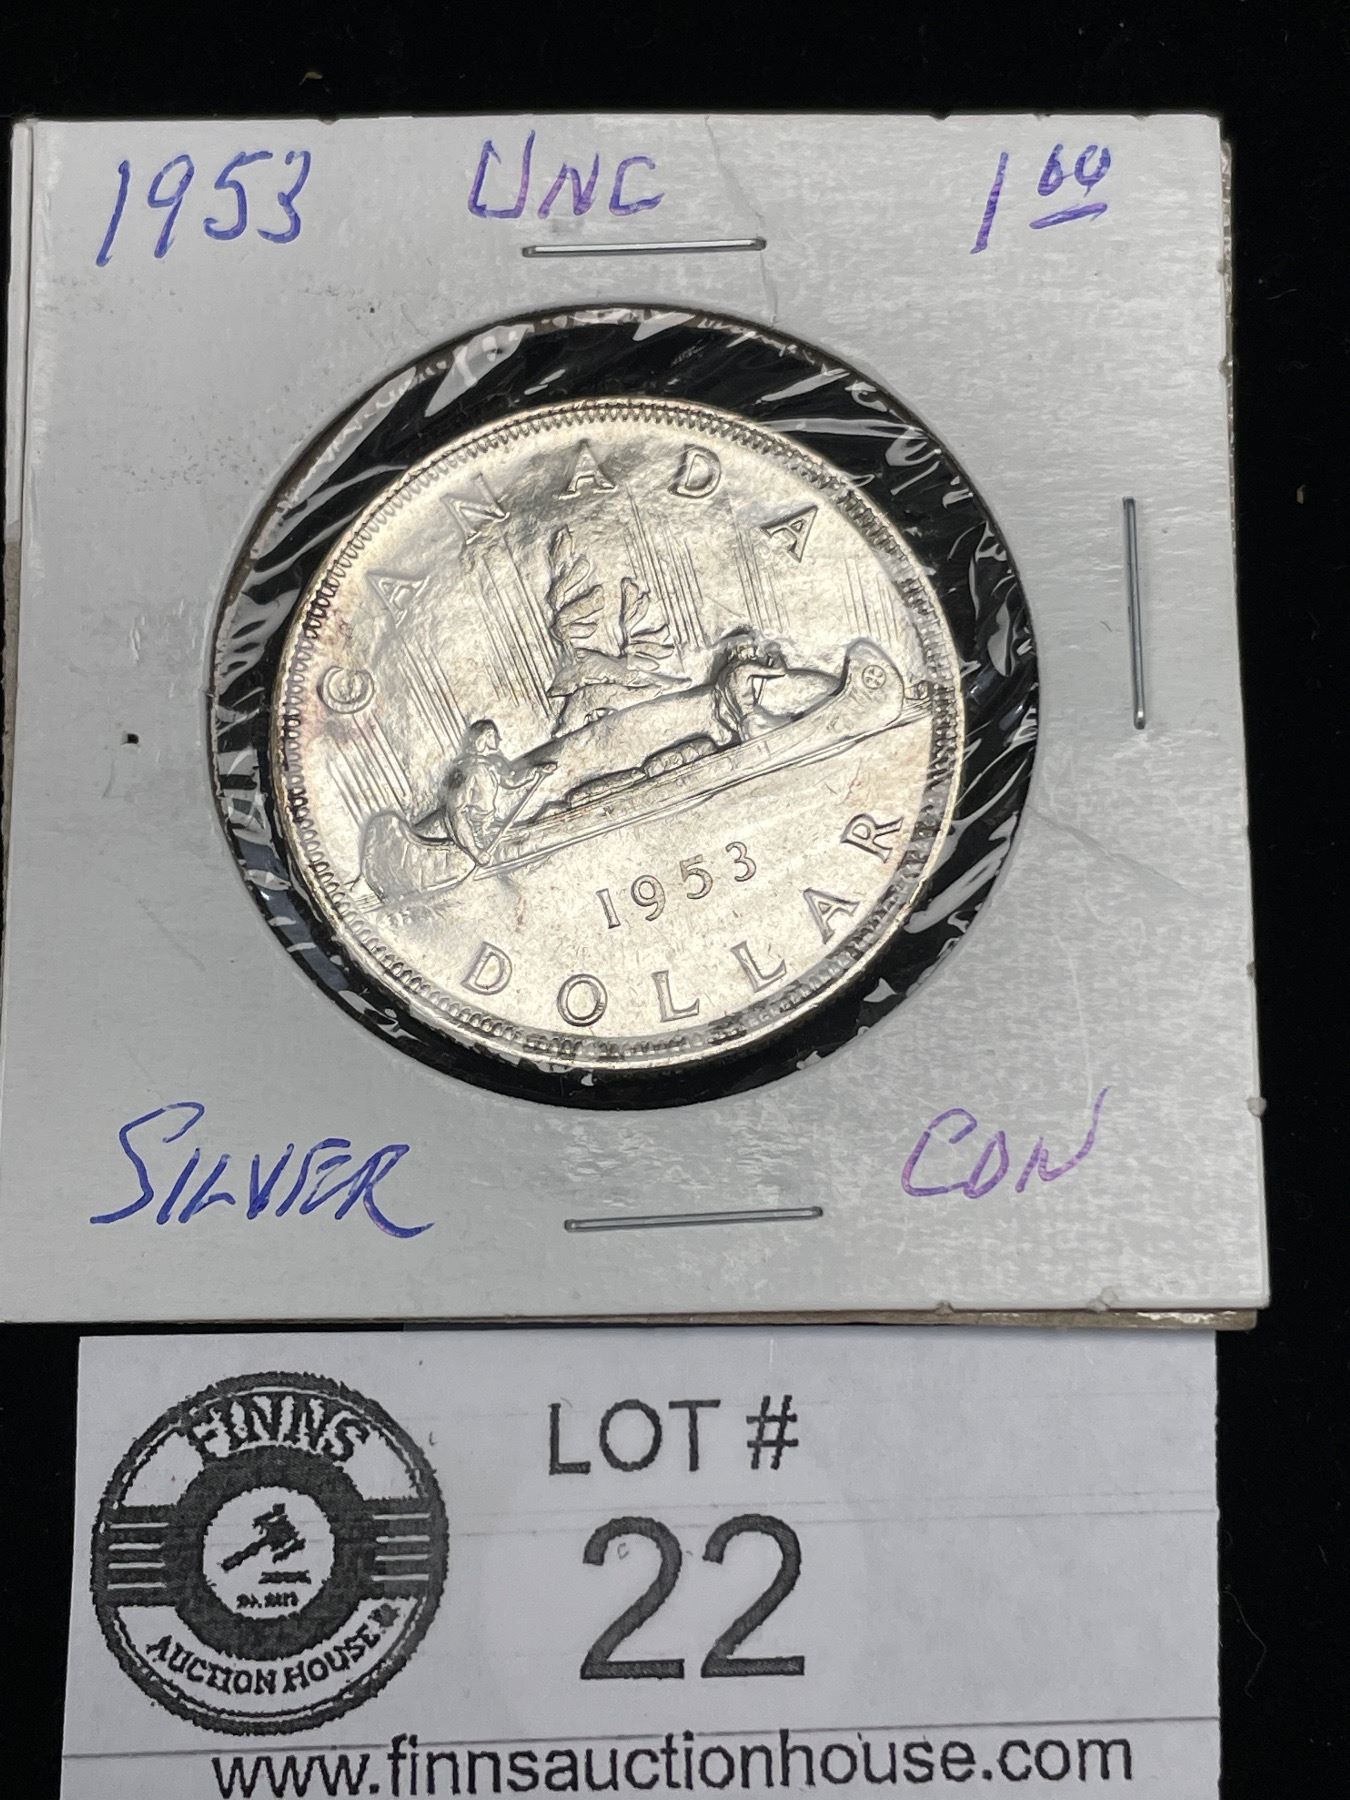 1953 UNC 1.00
CANADA
1953
DOLLAR
SILVER CDN
FINNS
AUCTION HOUSE
LOT #
22
www.finnsauctionhouse.com